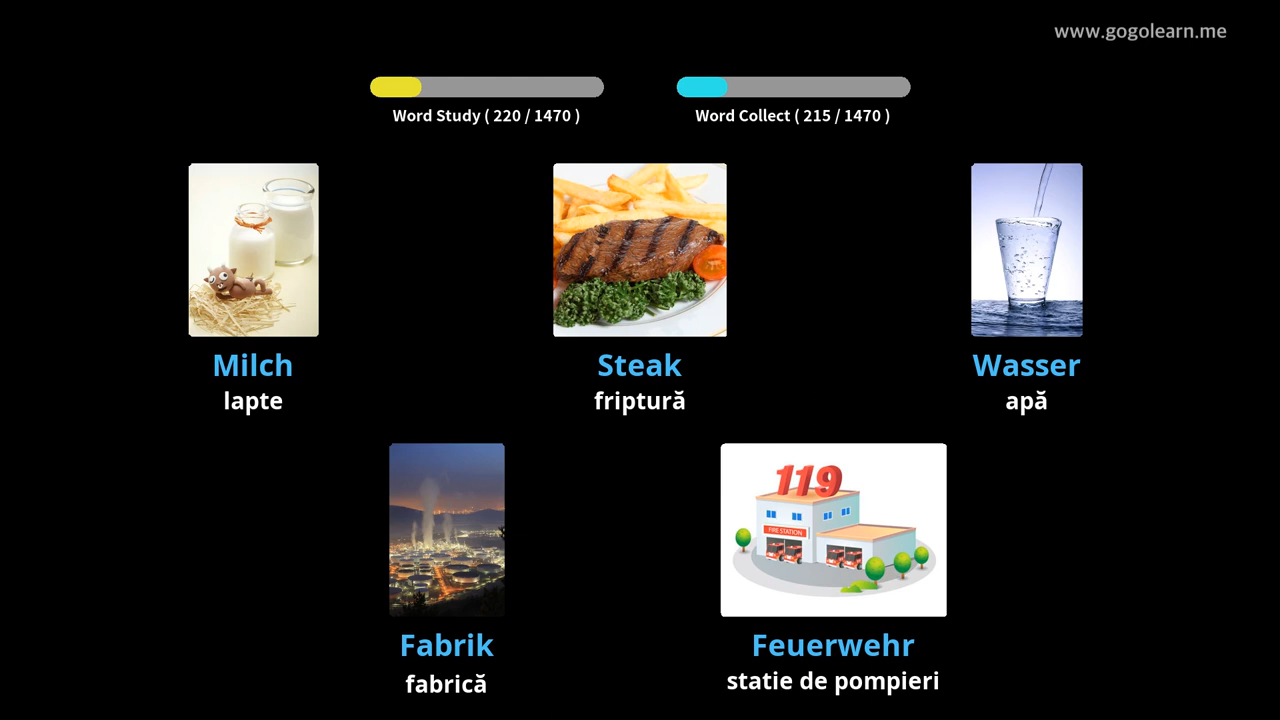 www.gogolearn.me
Word Study ( 220 / 1470 )
Word Collect ( 215 / 1470 )
Milch
lapte
Steak
friptură
Wasser
apă
119
FIRE STATION
Fabrik
fabrică
Feuerwehr
statie de pompieri